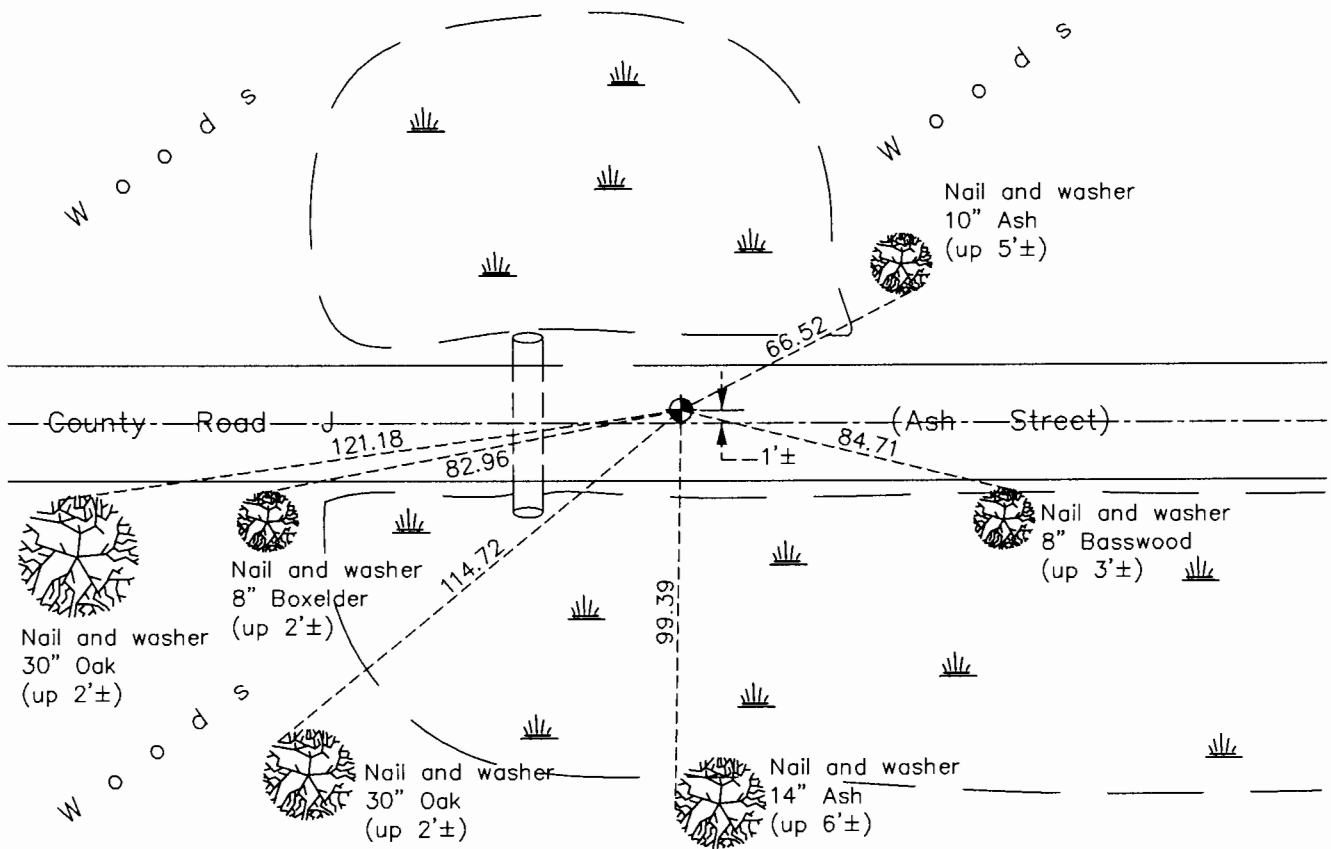 Woods
Woods
Nail and washer
10" Ash
(up 5'±)
66.52
County Road J
(Ash Street)
121.18
82.96
84.71
1'±
Nail and washer
8" Basswood
(up 3'±)
Nail and washer
8" Boxelder
(up 2'±)
114.72
99.39
Nail and washer
30" Oak
(up 2'±)
Woods
Nail and washer
30" Oak
(up 2'±)
Nail and washer
14" Ash
(up 6'±)